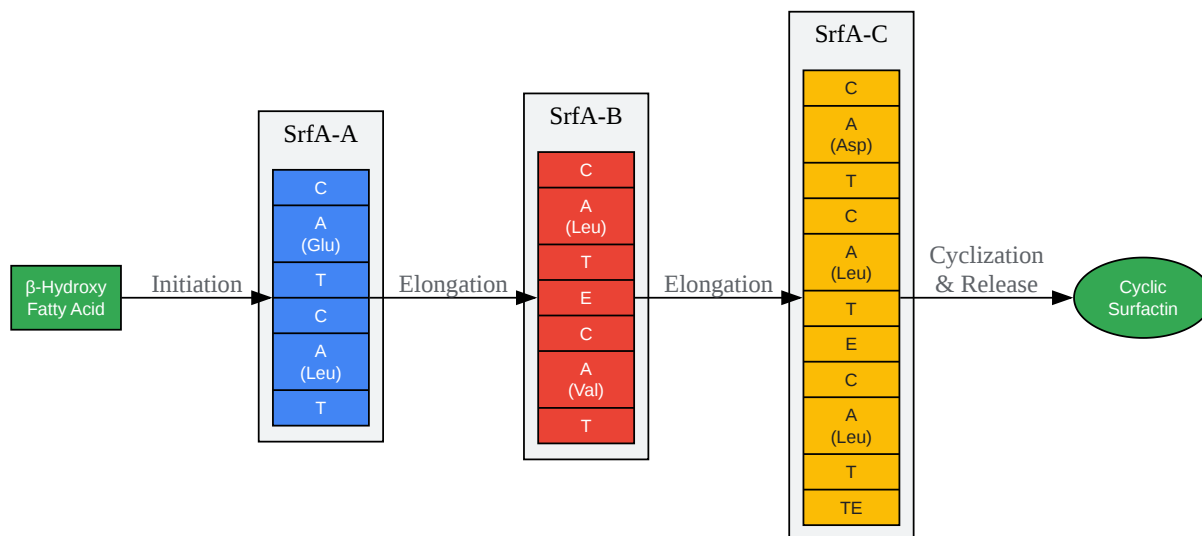 β-Hydroxy
Fatty Acid
Initiation
SrfA-A
C
A
(Glu)
T
C
A
(Leu)
T
Elongation
SrfA-B
C
A
(Leu)
T
E
C
A
(Val)
T
Elongation
SrfA-C
C
A
(Asp)
T
C
A
(Leu)
T
E
C
A
(Leu)
T
TE
Cyclization
& Release
Cyclic
Surfactin